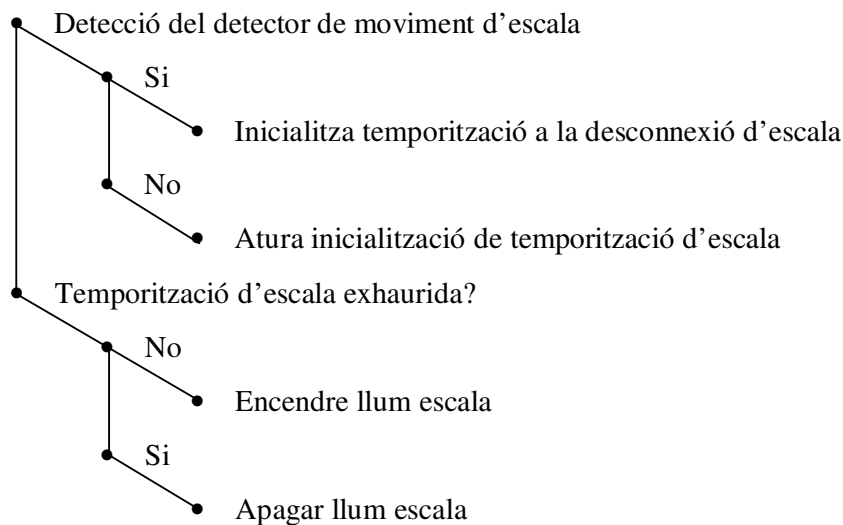 Detecció del detector de moviment d’escala
Si
Inicialitza temporització a la desconnexió d’escala
No
Atura inicialització de temporització d’escala
Temporització d’escala exhaurida?
No
Encendre llum escala
Si
Apagar llum escala